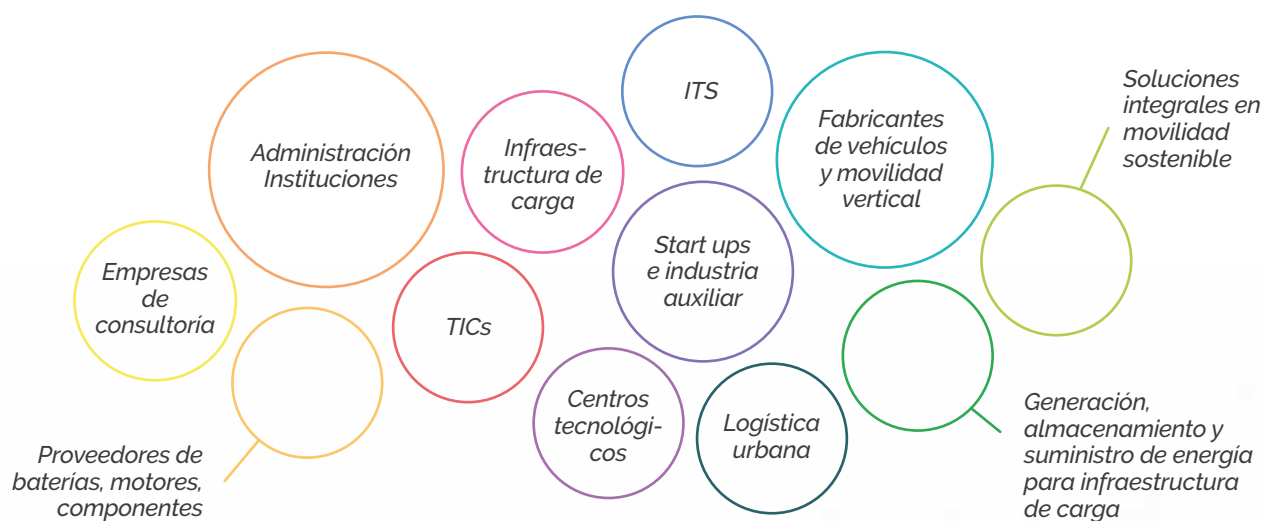 ITS
Soluciones
integrales en
movilidad
sostenible
Fabricantes
de vehículos
y movilidad
vertical
Infraes-
tructura de
carga
Administración
Instituciones
Start ups
e industria
auxiliar
Empresas
de
consultoría
TICs
Centros
tecnológi-
cos
Logística
urbana
Generación,
almacenamiento y
suministro de energía
para infraestructura
de carga
Proveedores de
baterías, motores,
componentes